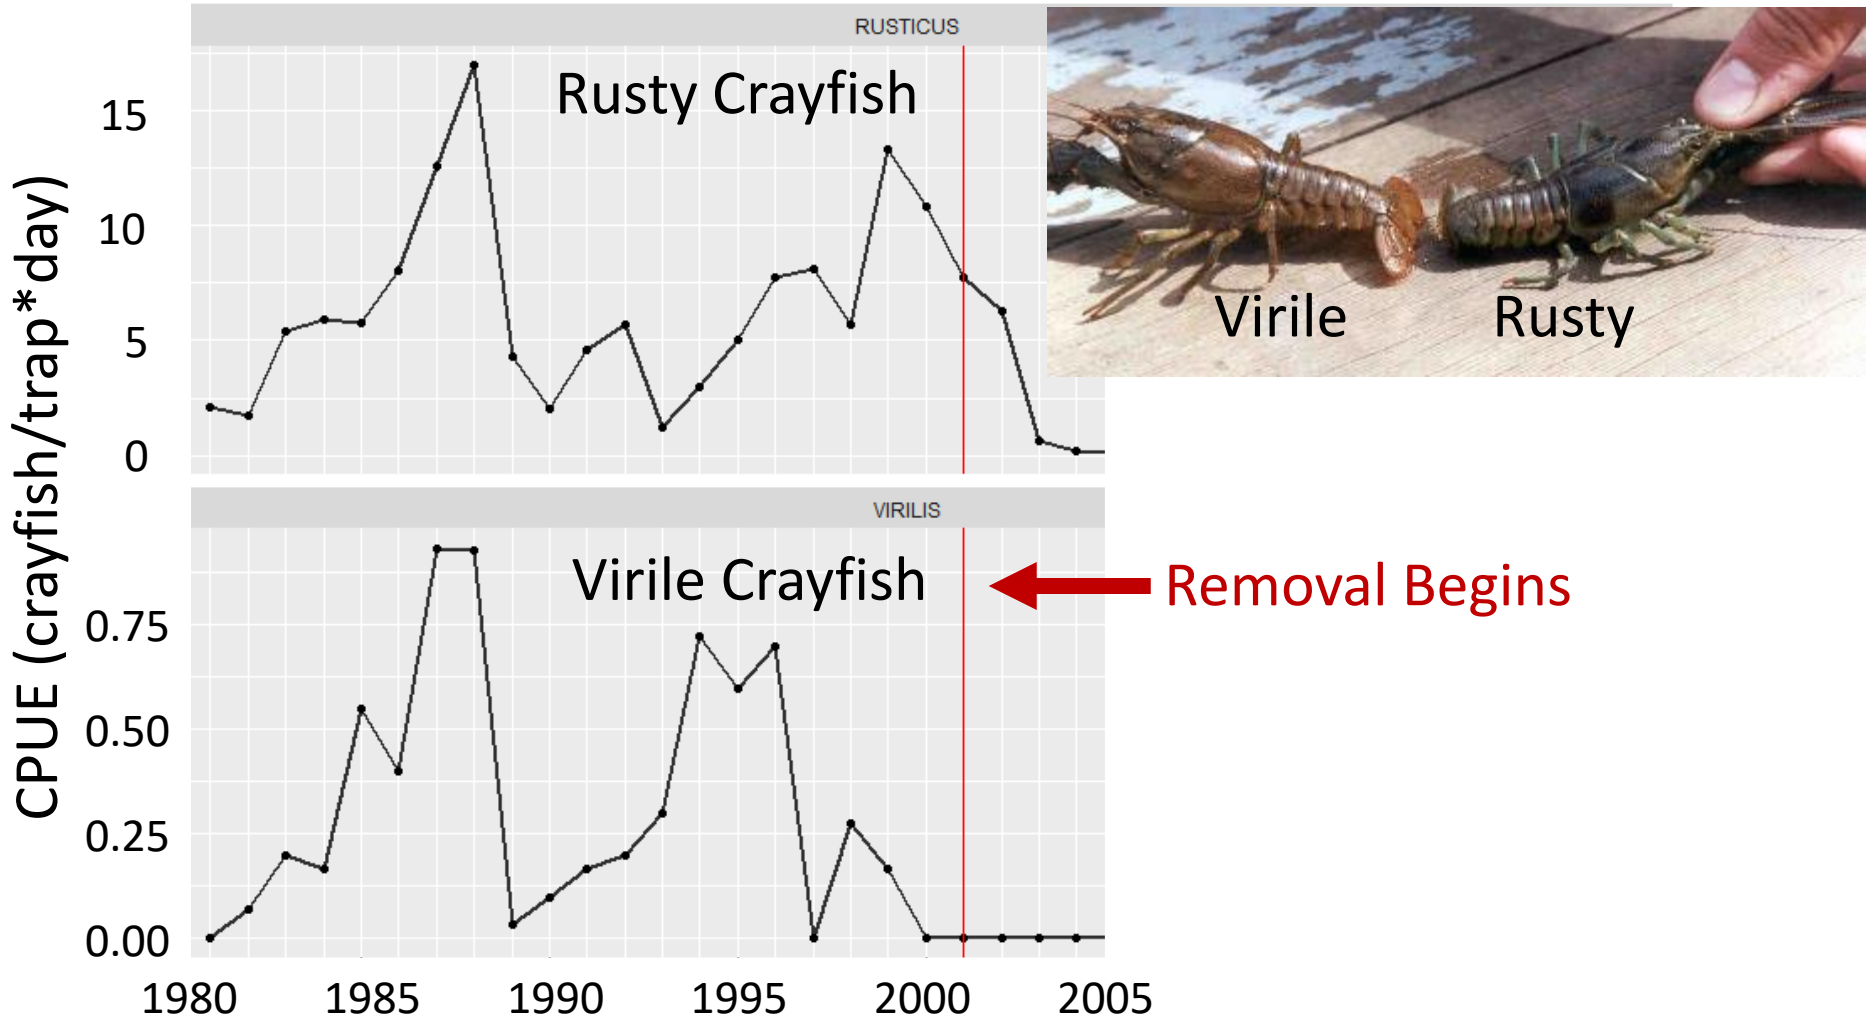 RUSTICUS
Rusty Crayfish
15
10
5
0
Virile Rusty
CPUE (crayfish/trap*day)
VIRILIS
Virile Crayfish
Removal Begins
0.75
0.50
0.25
0.00
1980 1985 1990 1995 2000 2005